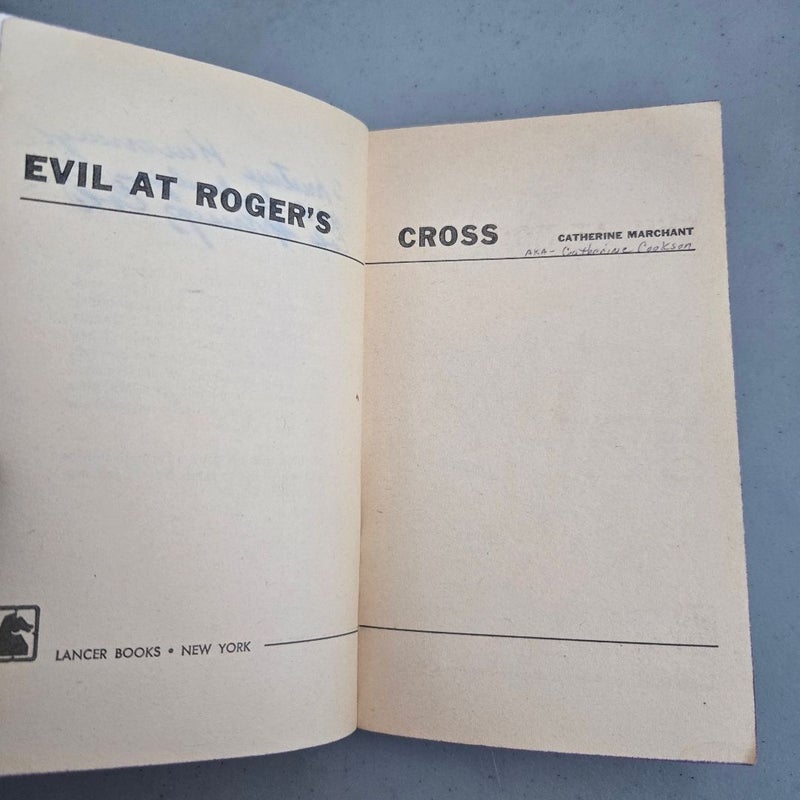 EVIL AT ROGER'S CROSS
CATHERINE MARCHANT
AKA- Catherine Cookson
LANCER BOOKS • NEW YORK